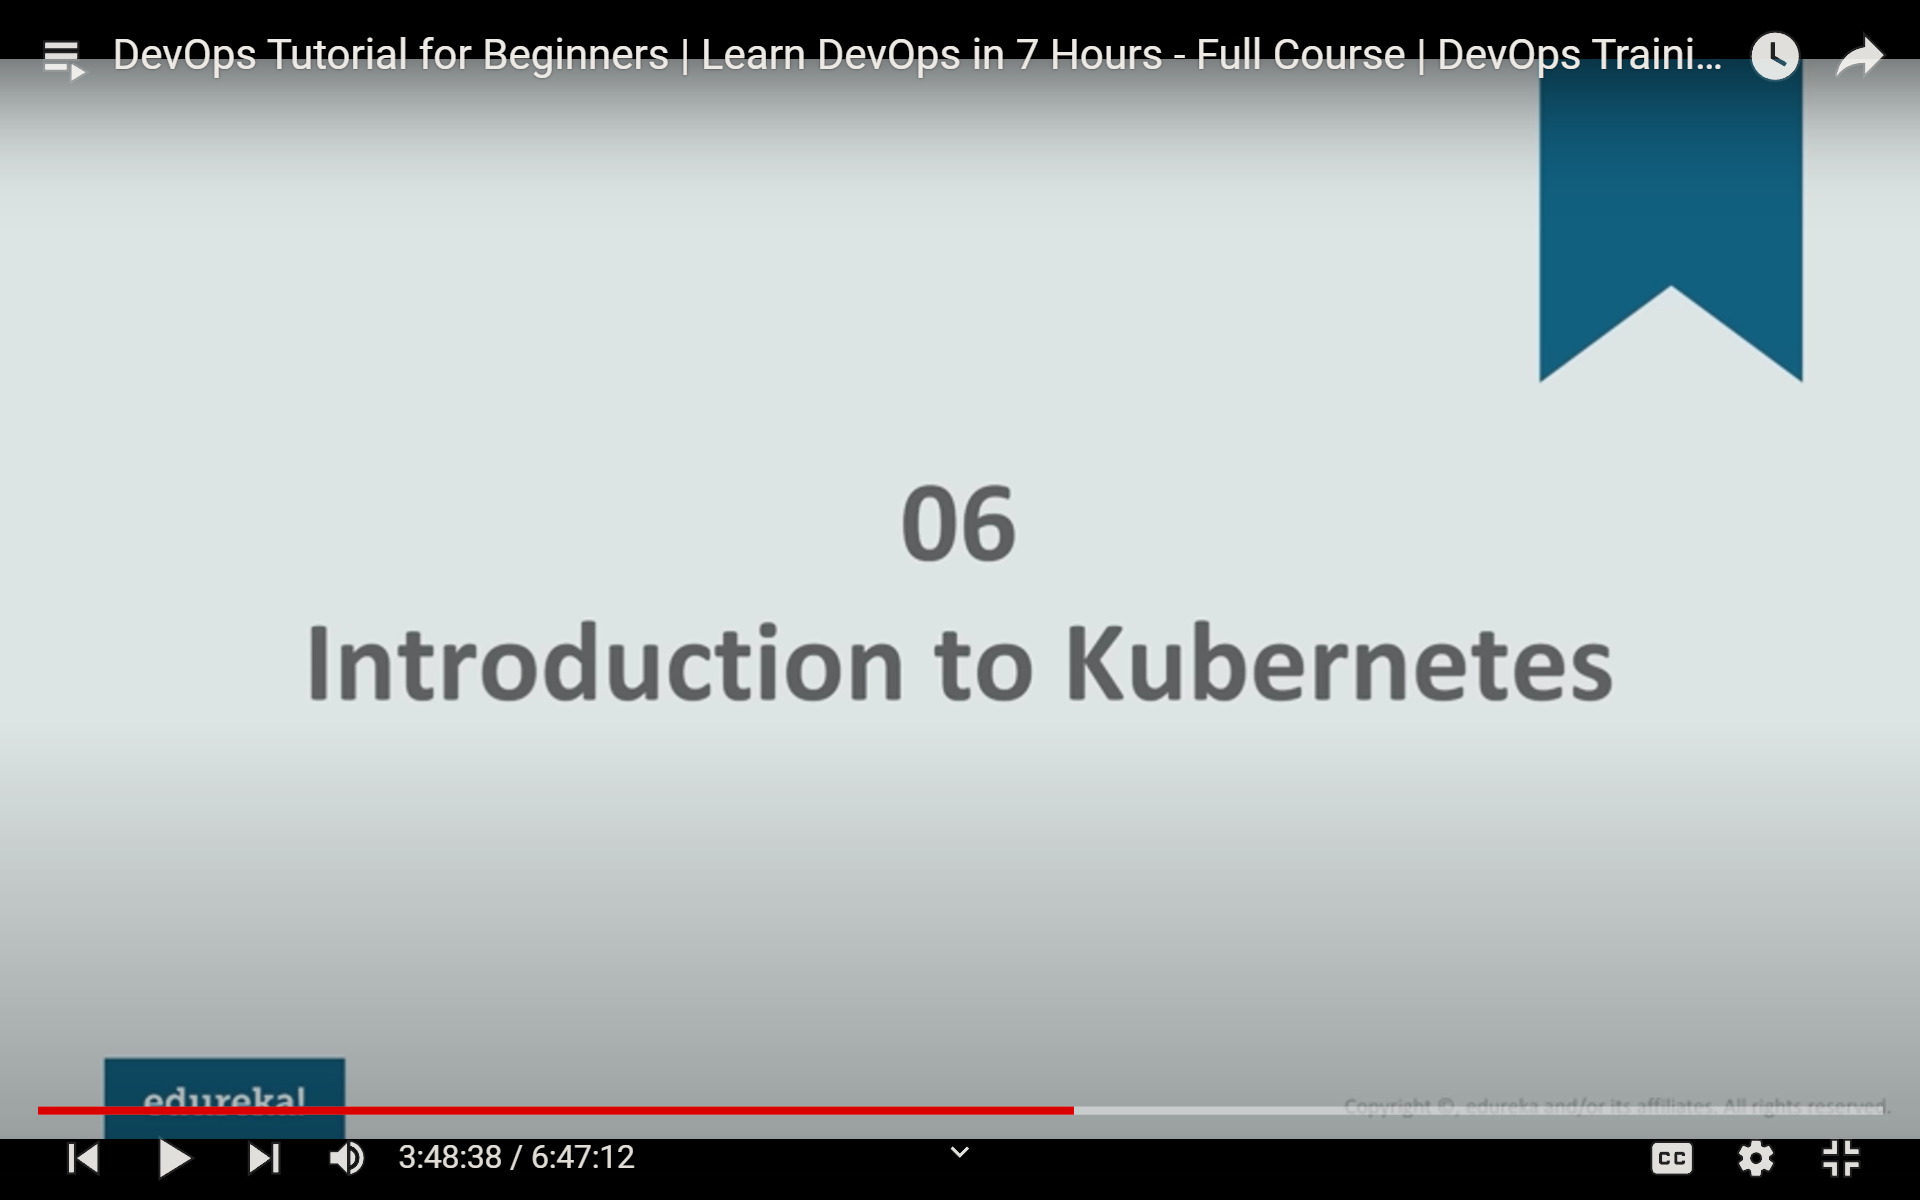 DevOps Tutorial for Beginners | Learn DevOps in 7 Hours - Full Course | DevOps Traini...
06
Introduction to Kubernetes
edureka!
Copyright ©, edureka and/or its affiliates. All rights reserved.
3:48:38 / 6:47:12
CC